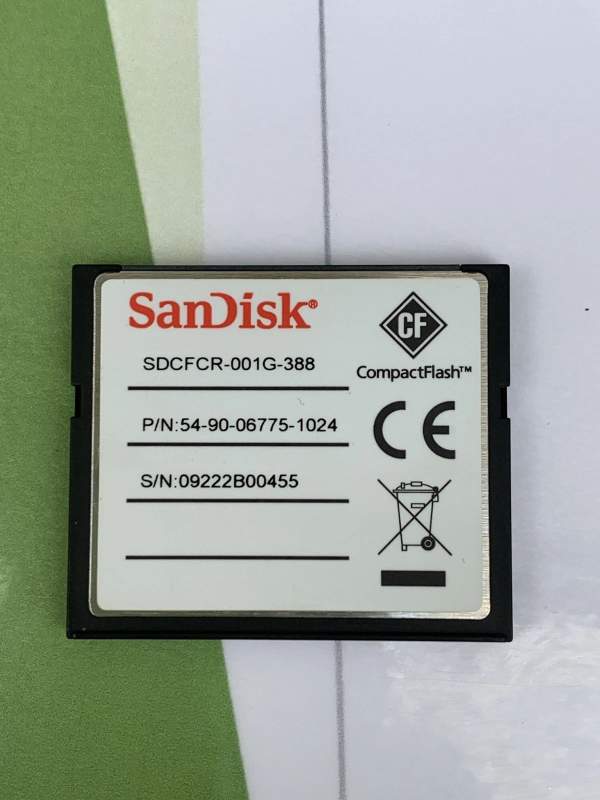 SanDisk®
CF
CompactFlash™
SDCFCR-001G-388
P/N:54-90-06775-1024
CE
S/N:09222B00455